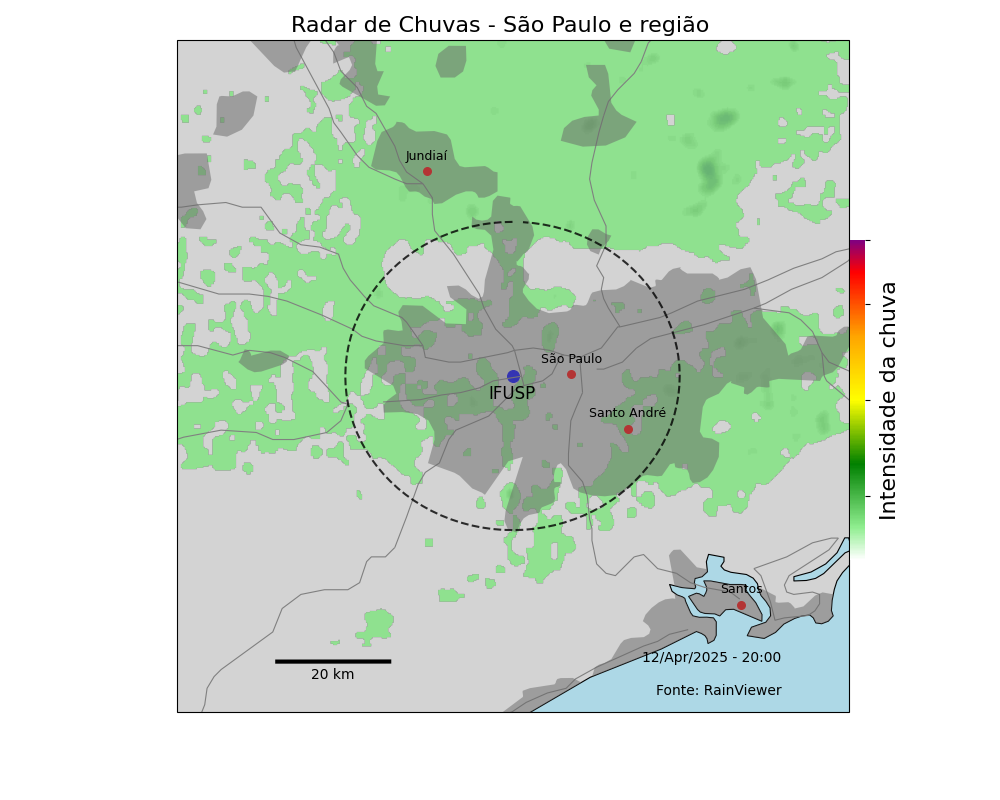 Radar de Chuvas - São Paulo e região
Jundiaí
São Paulo
IFUSP
Santo André
Intensidade da chuva
Santos
12/Apr/2025 - 20:00
20 km
Fonte: RainViewer